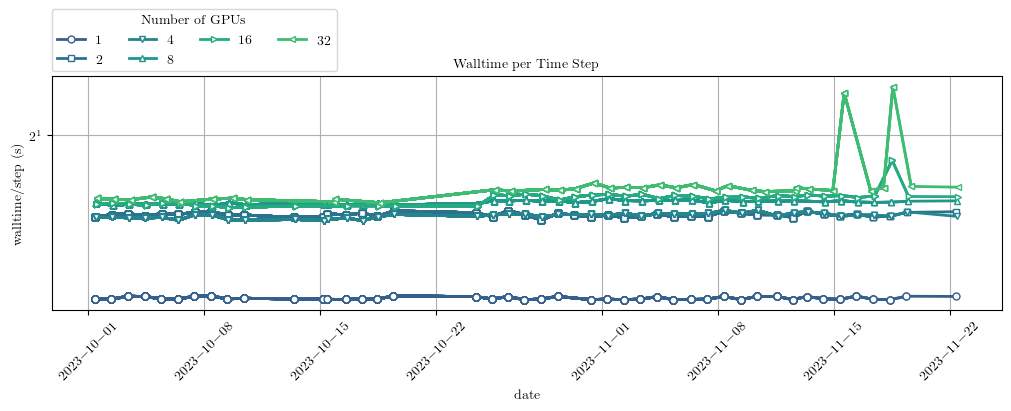 Number of GPUs
1 4 16 32
2 8
Walltime per Time Step
walltime/step (s)
2^1
2023−10−01 2023−10−08 2023−10−15 2023−10−22 2023−11−01 2023−11−08 2023−11−15 2023−11−22
date